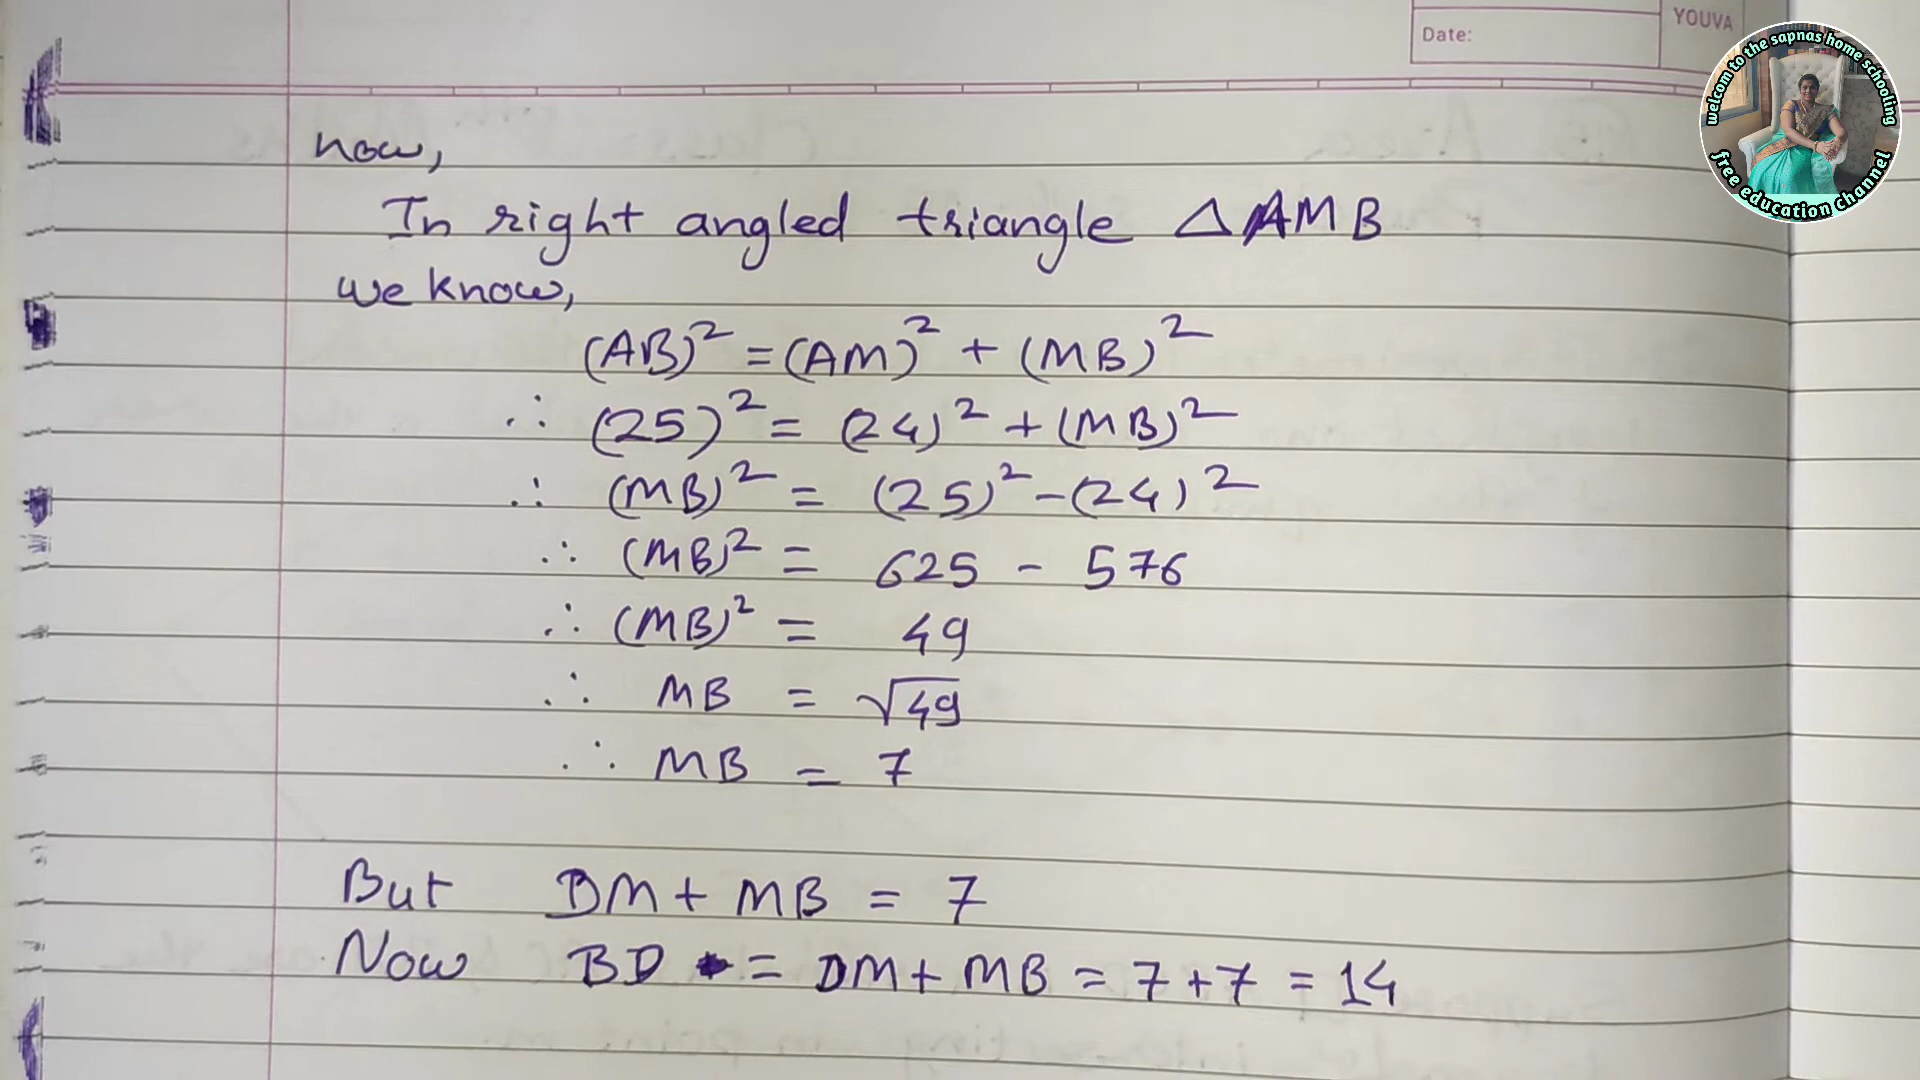 Date:
YOUVA
welcom to the sapnas home schooling
free education channel
now,
In right angled triangle △AMB
we know,
(AB)² = (AM)² + (MB)²
∴ (25)² = (24)² + (MB)²
∴ (MB)² = (25)² - (24)²
∴ (MB)² = 625 - 576
∴ (MB)² = 49
∴ MB = √49
∴ MB = 7
But DM + MB = 7
Now BD = DM + MB = 7 + 7 = 14